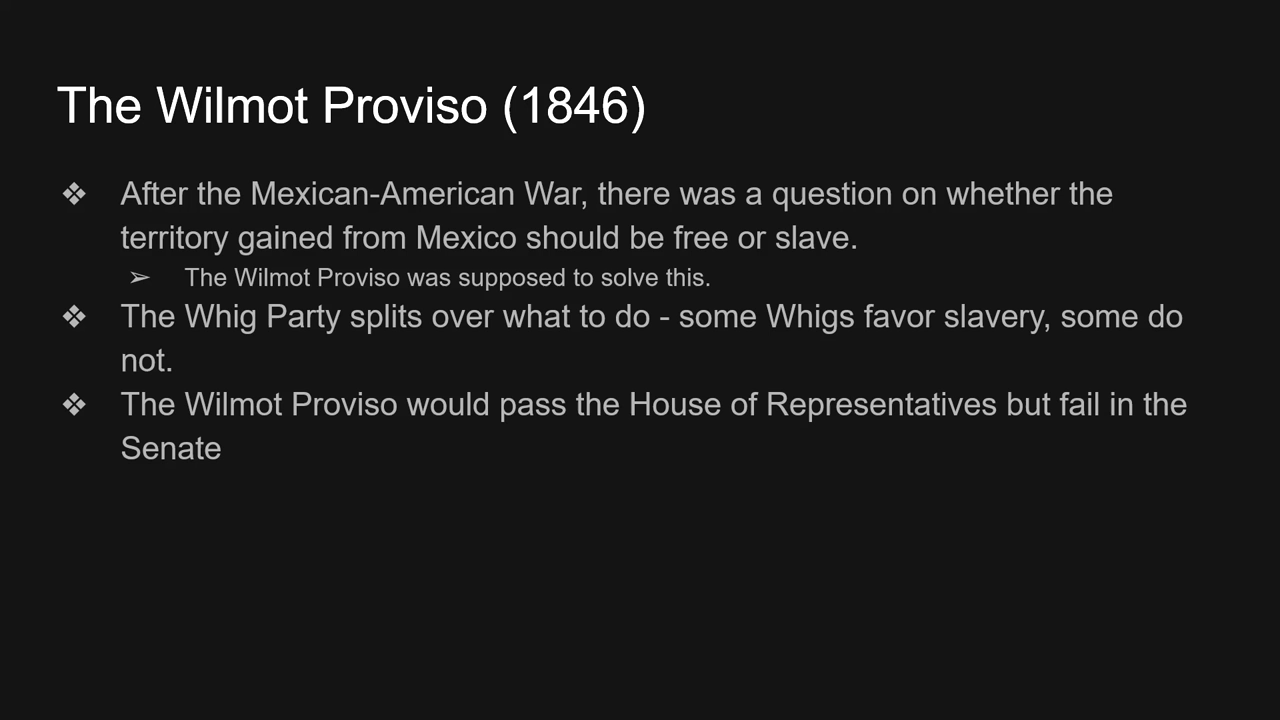 The Wilmot Proviso (1846)
❖ After the Mexican-American War, there was a question on whether the
territory gained from Mexico should be free or slave.
➢ The Wilmot Proviso was supposed to solve this.
❖ The Whig Party splits over what to do - some Whigs favor slavery, some do
not.
❖ The Wilmot Proviso would pass the House of Representatives but fail in the
Senate